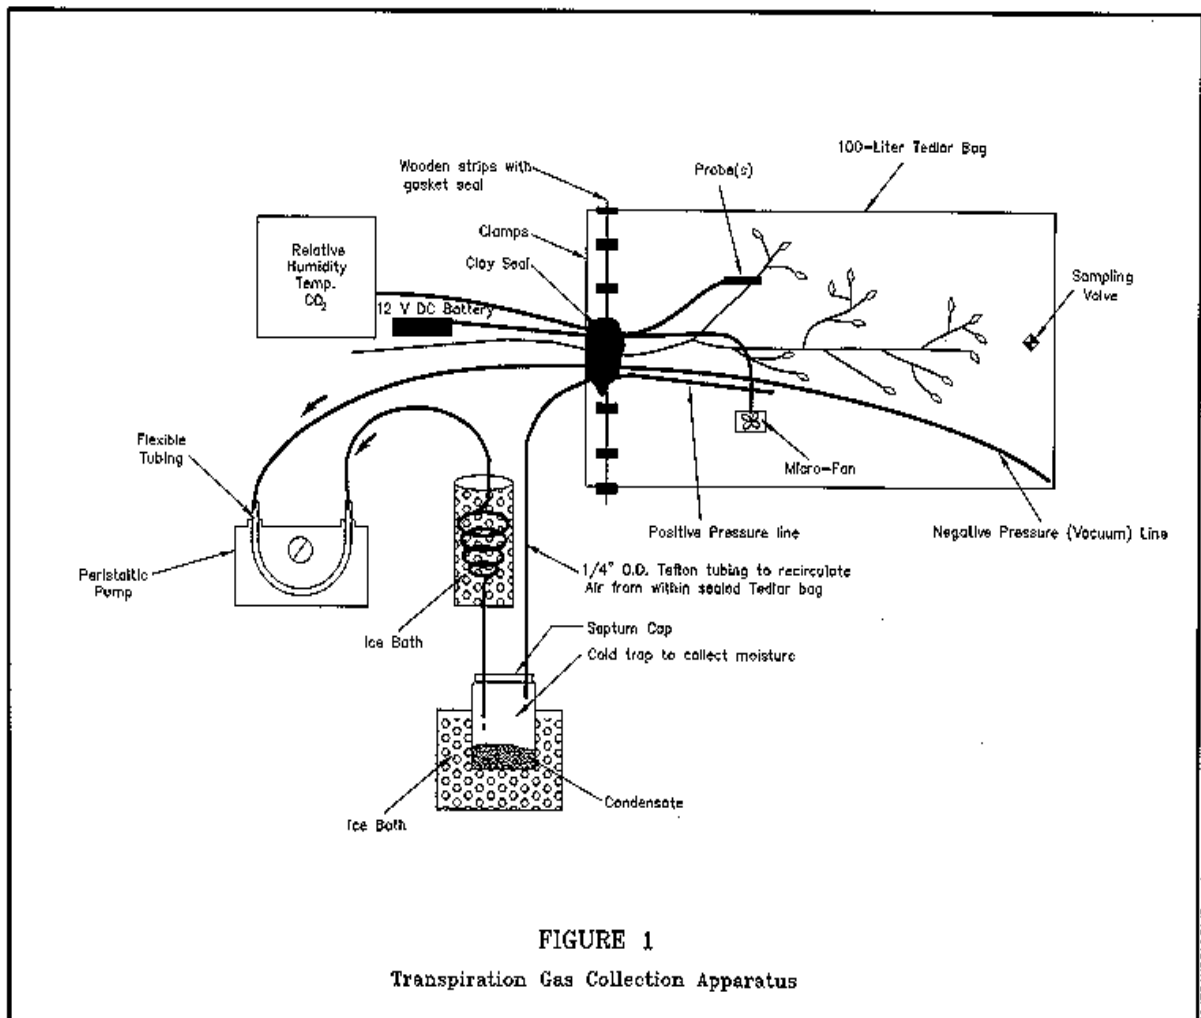 100-Liter Tedlar Bag
Wooden strips with
gasket seal
Probe(s)
Clamps
Clay Seal
Relative
Humidity
Temp.
CO2
12 V DC Battery
Sampling
Valve
Flexible
Tubing
Micro-Fan
Positive Pressure line
Negative Pressure (Vacuum) Line
Peristaltic
Pump
1/4" O.D. Teflon tubing to recirculate
Air from within sealed Tedlar bag
Ice Bath
Septum Cap
Cold trap to collect moisture
Condensate
Ice Bath
FIGURE 1
Transpiration Gas Collection Apparatus